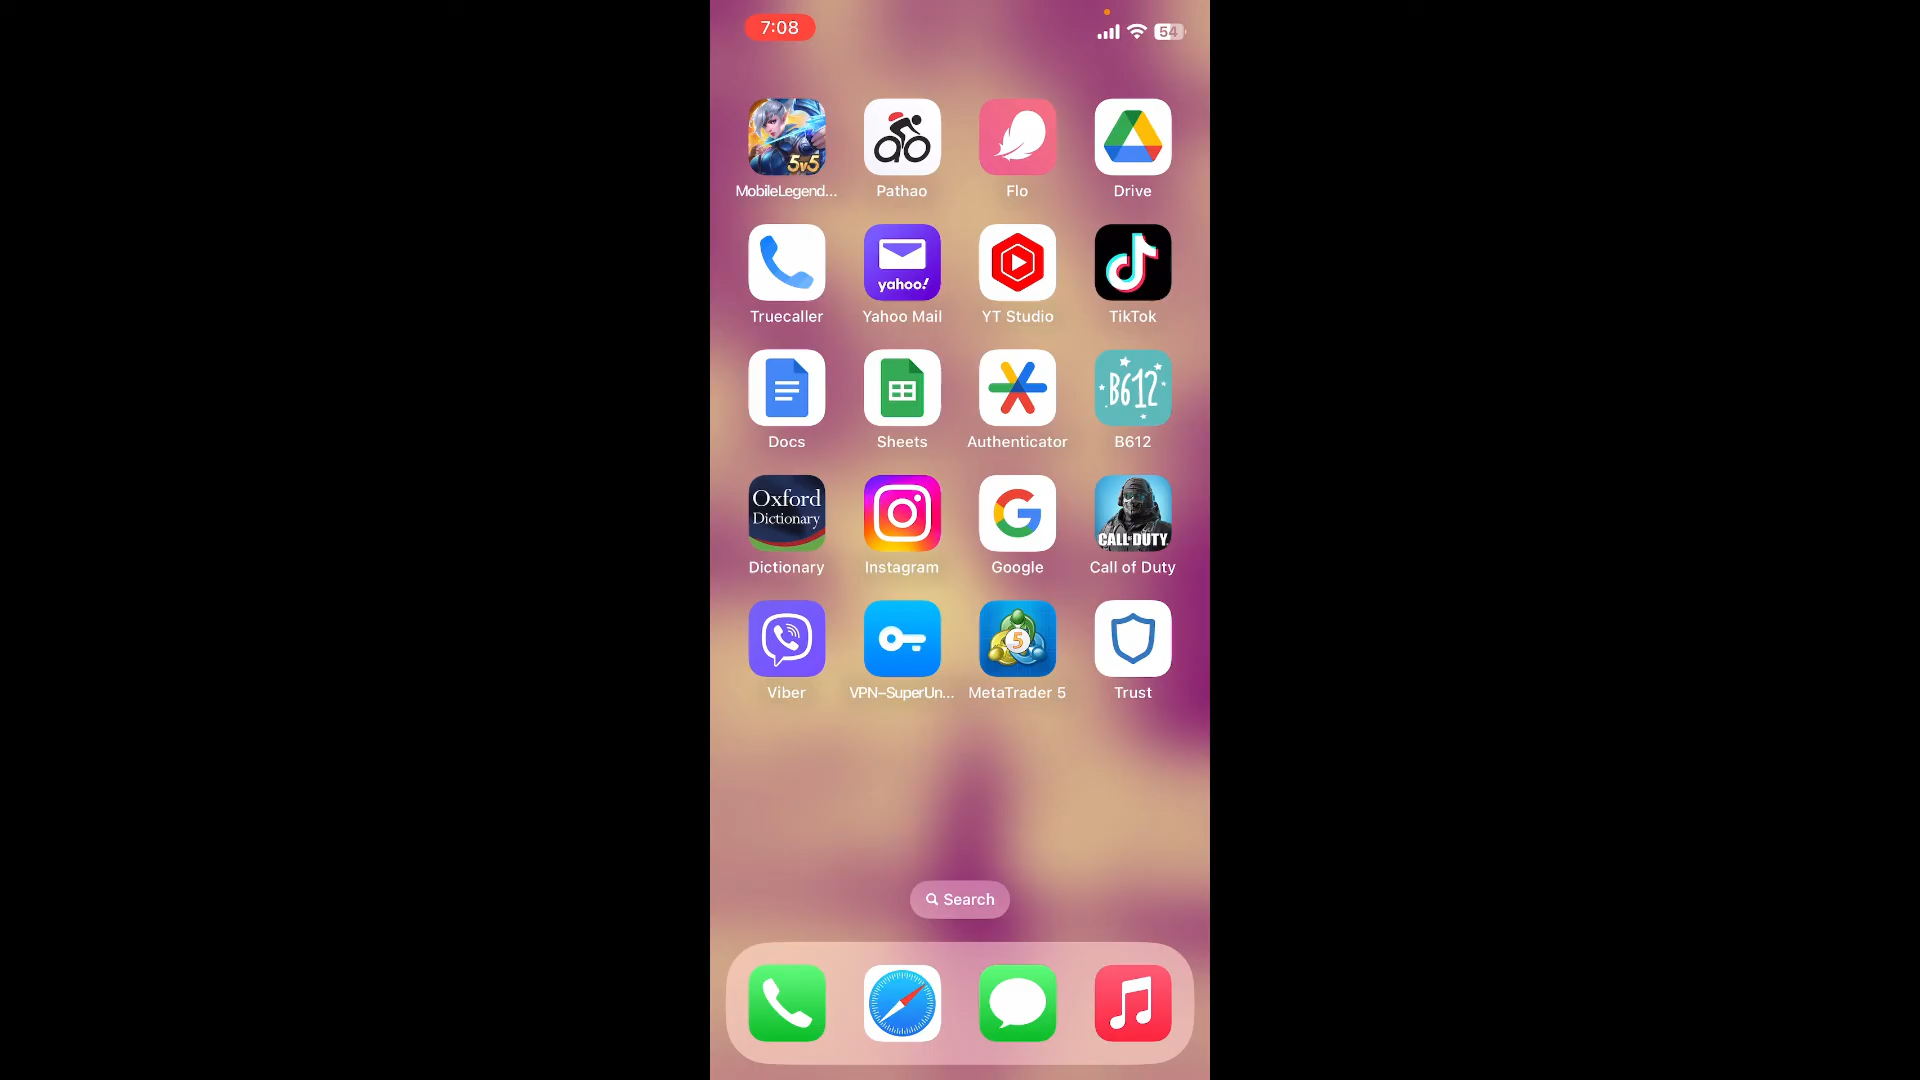 7:08
54
5v5
MobileLegend...
Pathao
Flo
Drive
yahoo!
Truecaller
Yahoo Mail
YT Studio
TikTok
B612
Docs
Sheets
Authenticator
B612
Oxford
Dictionary
CALL OF DUTY
Dictionary
Instagram
Google
Call of Duty
5
Viber
VPN–SuperUn...
MetaTrader 5
Trust
Search